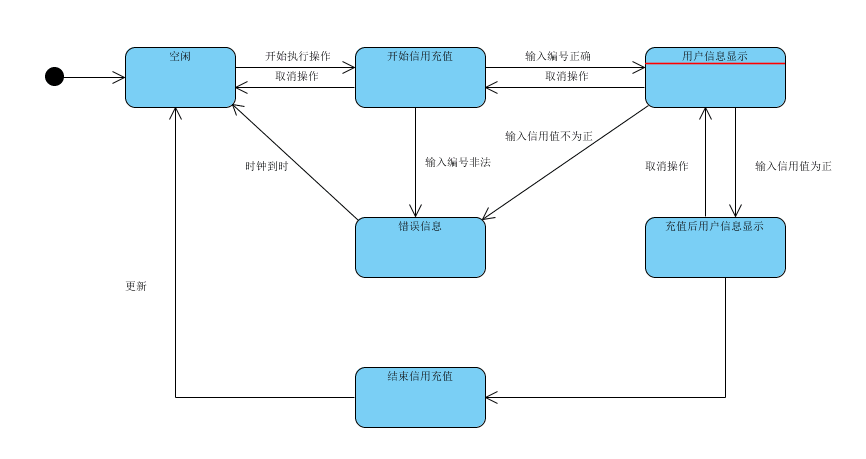 空闲
开始执行操作
取消操作
开始信用充值
输入编号正确
取消操作
用户信息显示
输入信用值不为正
时钟到时
输入编号非法
取消操作
输入信用值为正
错误信息
充值后用户信息显示
更新
结束信用充值